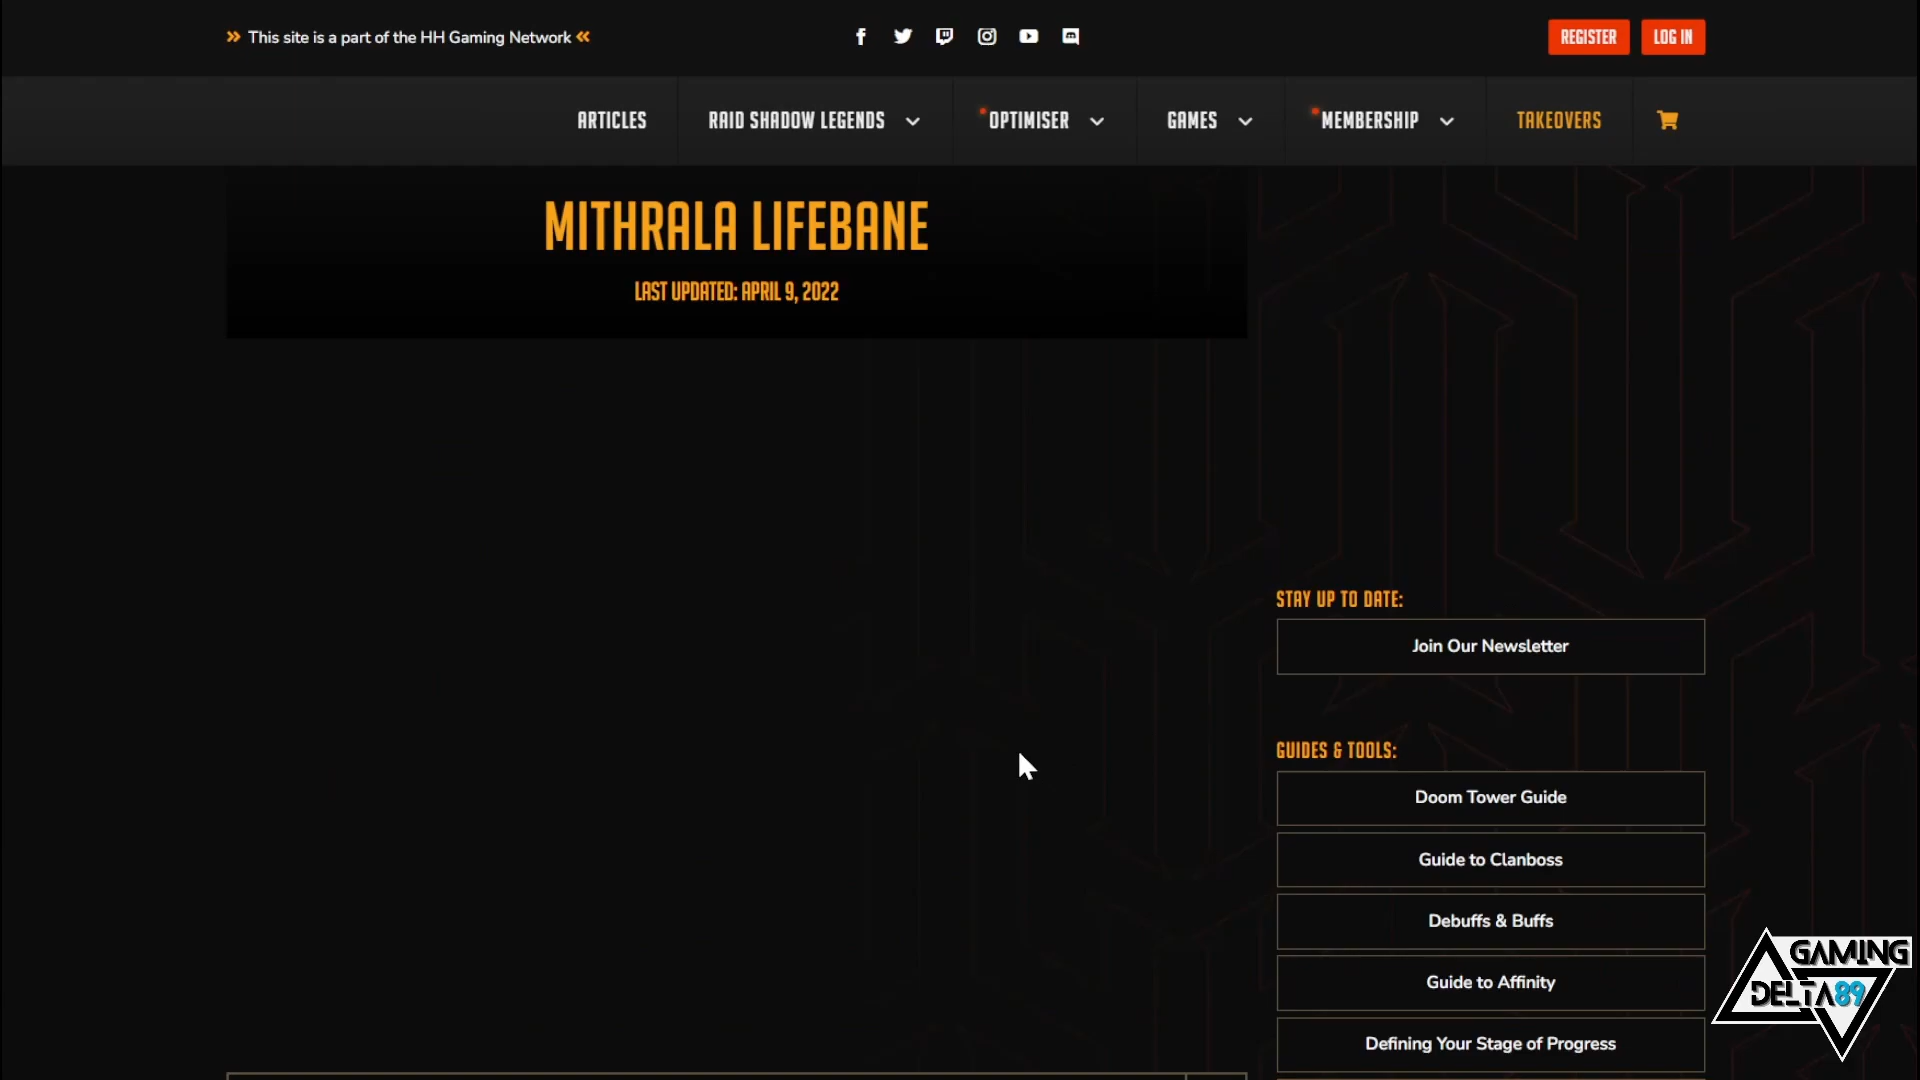 This site is a part of the HH Gaming Network
REGISTER
LOG IN
ARTICLES
RAID SHADOW LEGENDS
OPTIMISER
GAMES
MEMBERSHIP
TAKEOVERS
MITHRALA LIFEBANE
LAST UPDATED: APRIL 9, 2022
STAY UP TO DATE:
Join Our Newsletter
GUIDES & TOOLS:
Doom Tower Guide
Guide to Clanboss
Debuffs & Buffs
Guide to Affinity
Defining Your Stage of Progress
GAMING
DELTA89